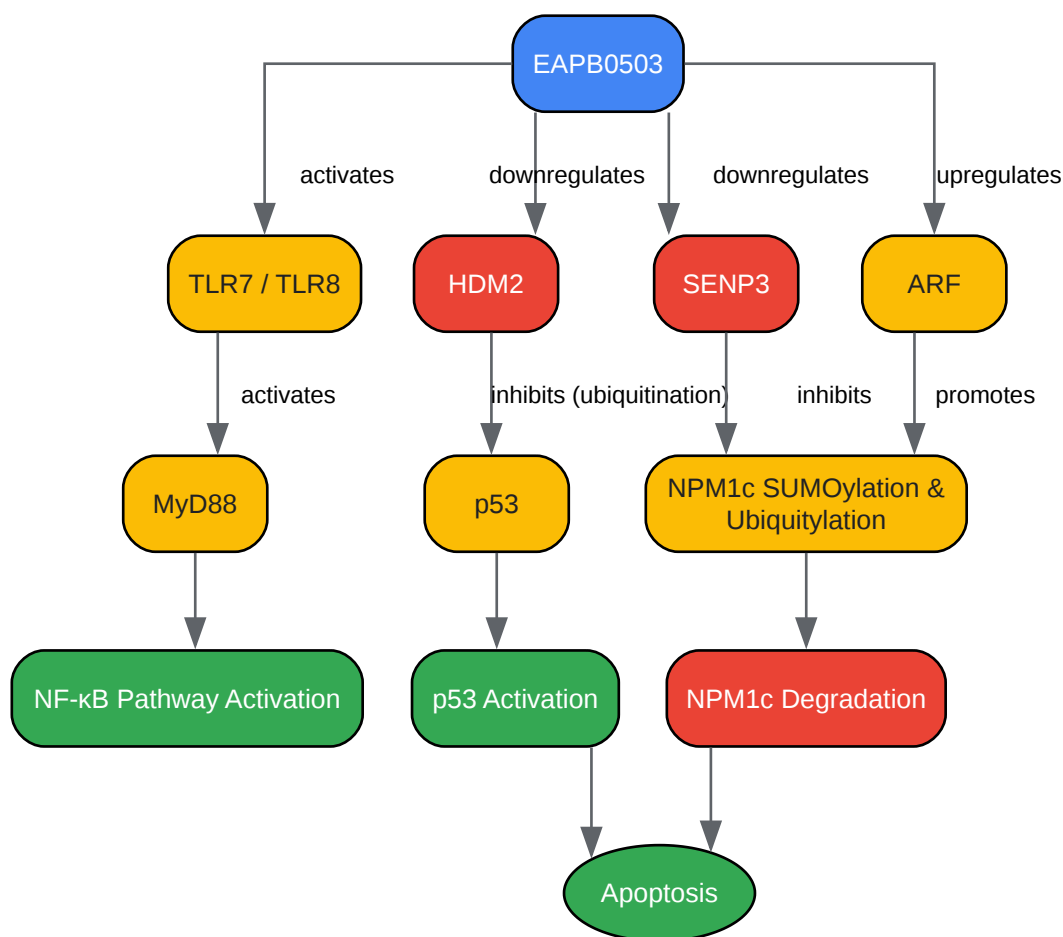 EAPB0503
activates
downregulates
downregulates
upregulates
TLR7 / TLR8
HDM2
SENP3
ARF
activates
inhibits (ubiquitination)
inhibits
promotes
MyD88
p53
NPM1c SUMOylation &
Ubiquitylation
NF-κB Pathway Activation
p53 Activation
NPM1c Degradation
Apoptosis